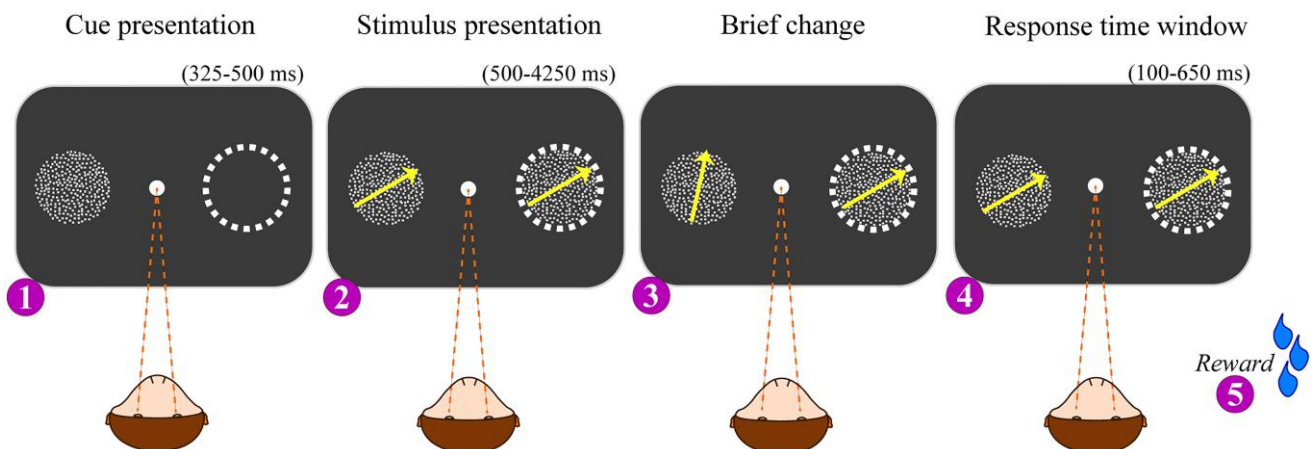 Cue presentation
Stimulus presentation
Brief change
Response time window
(325-500 ms)
(500-4250 ms)
(100-650 ms)
1
2
3
4
Reward
5